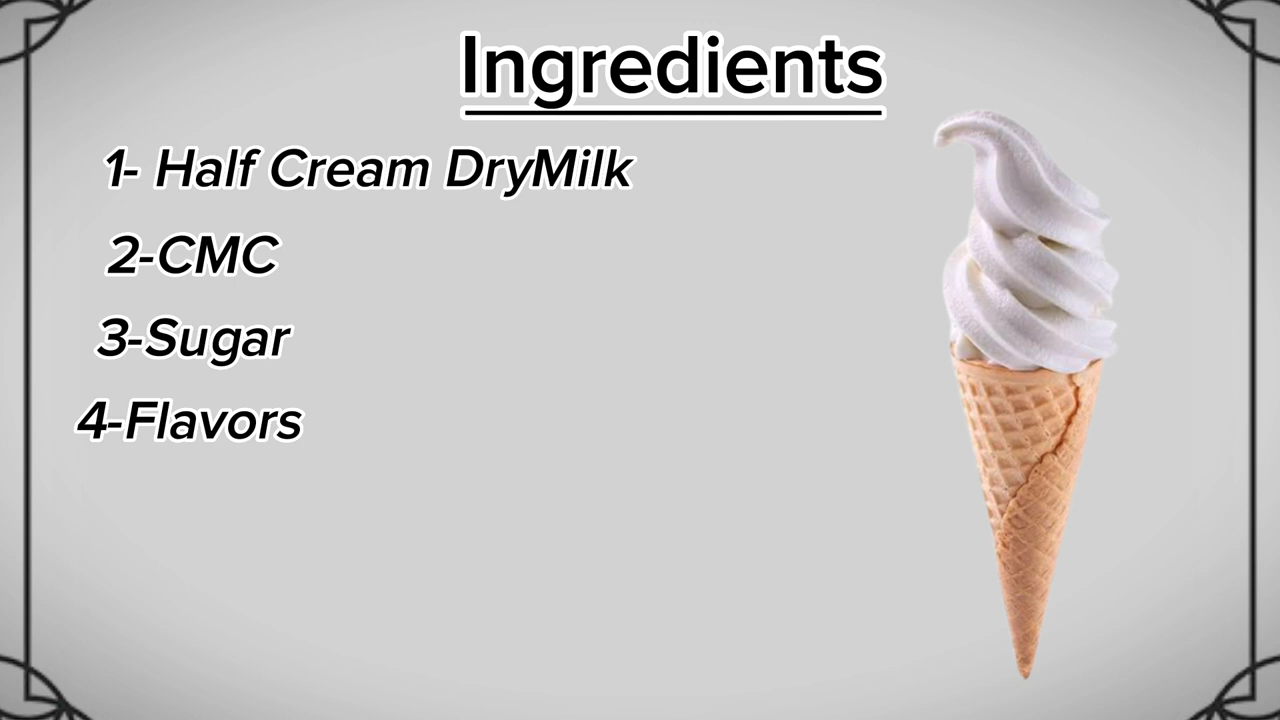 Ingredients
1- Half Cream DryMilk
2-CMC
3-Sugar
4-Flavors